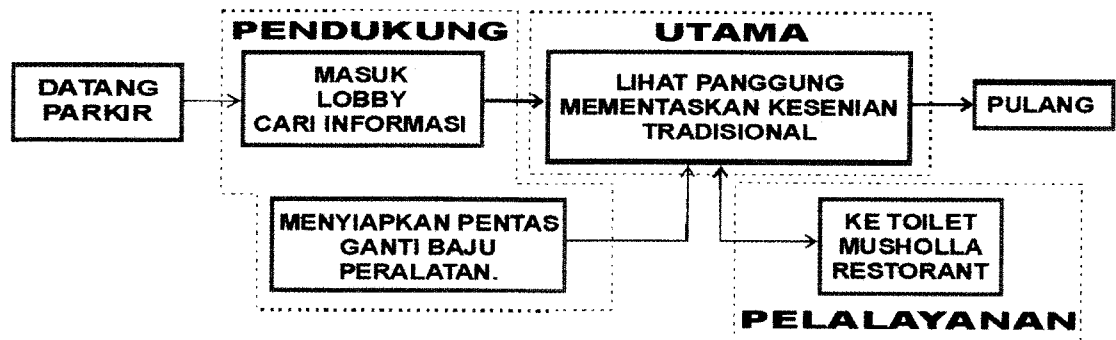 PENDUKUNG
UTAMA
DATANG
PARKIR
MASUK
LOBBY
CARI INFORMASI
LIHAT PANGGUNG
MEMENTASKAN KESENIAN
TRADISIONAL
PULANG
MENYIAPKAN PENTAS
GANTI BAJU
PERALATAN.
KE TOILET
MUSHOLLA
RESTORANT
PELALAYANAN